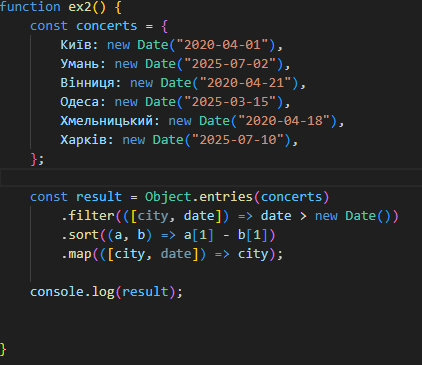 function ex2() {
    const concerts = {
        Київ: new Date("2020-04-01"),
        Умань: new Date("2025-07-02"),
        Вінниця: new Date("2020-04-21"),
        Одеса: new Date("2025-03-15"),
        Хмельницький: new Date("2020-04-18"),
        Харків: new Date("2025-07-10"),
    };
    const result = Object.entries(concerts)
        .filter(([city, date]) => date > new Date())
        .sort((a, b) => a[1] - b[1])
        .map(([city, date]) => city);
    console.log(result);
}